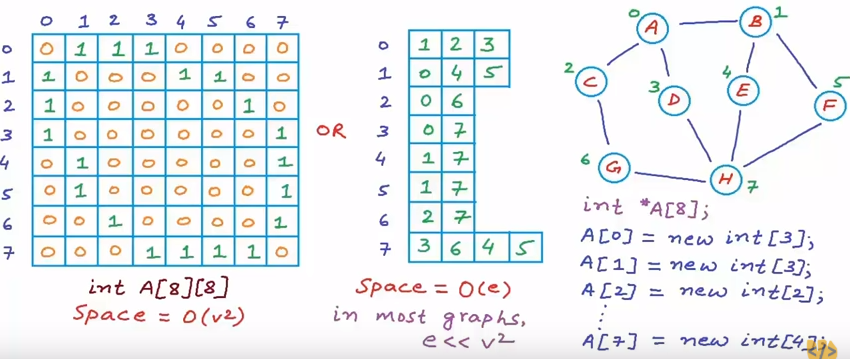 0 1 2 3 4 5 6 7
0 0 1 1 1 0 0 0 0
1 1 0 0 0 1 1 0 0
2 1 0 0 0 0 0 1 0
3 1 0 0 0 0 0 0 1
4 0 1 0 0 0 0 0 1
5 0 1 0 0 0 0 0 1
6 0 0 1 0 0 0 0 1
7 0 0 0 1 1 1 1 0
int A[8][8]
Space = O(v2)
OR
0 1 2 3
1 0 4 5
2 0 6
3 0 7
4 1 7
5 1 7
6 2 7
7 3 6 4 5
Space = O(e)
in most graphs,
e << v2
0 A B 1
2 C 3 D 4 E F 5
6 G H 7
int *A[8];
A[0] = new int[3];
A[1] = new int[3];
A[2] = new int[2];
⋮
A[7] = new int[4];